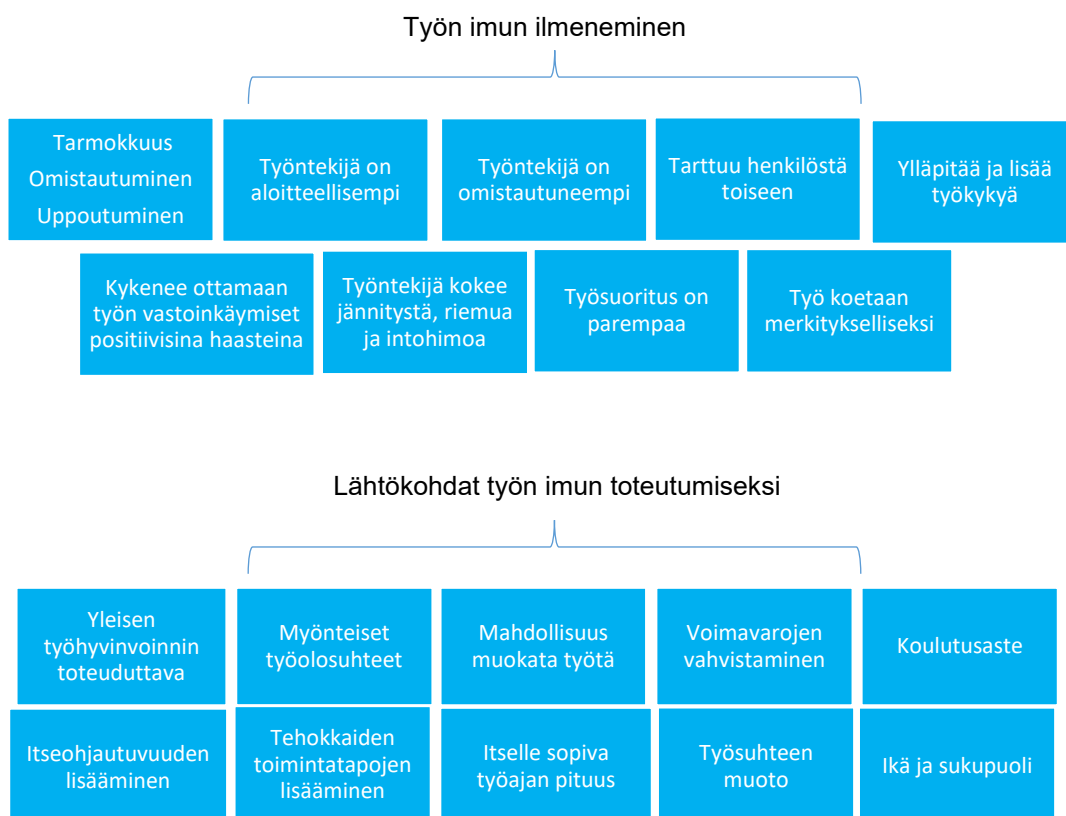 Työn imun ilmeneminen
Tarmokkuus
Omistautuminen
Uppoutuminen
Työntekijä on
aloitteellisempi
Työntekijä on
omistautuneempi
Tarttuu henkilöstä
toiseen
Ylläpitää ja lisää
työkykyä
Kykenee ottamaan
työn vastoinkäymiset
positiivisina haasteina
Työntekijä kokee
jännitystä, riemua
ja intohimoa
Työsuoritus on
parempaa
Työ koetaan
merkitykselliseksi
Lähtökohdat työn imun toteutumiseksi
Yleisen
työhyvinvoinnin
toteuduttava
Myönteiset
työolosuhteet
Mahdollisuus
muokata työtä
Voimavarojen
vahvistaminen
Koulutusaste
Itseohjautuvuuden
lisääminen
Tehokkaiden
toimintatapojen
lisääminen
Itselle sopiva
työajan pituus
Työsuhteen
muoto
Ikä ja sukupuoli